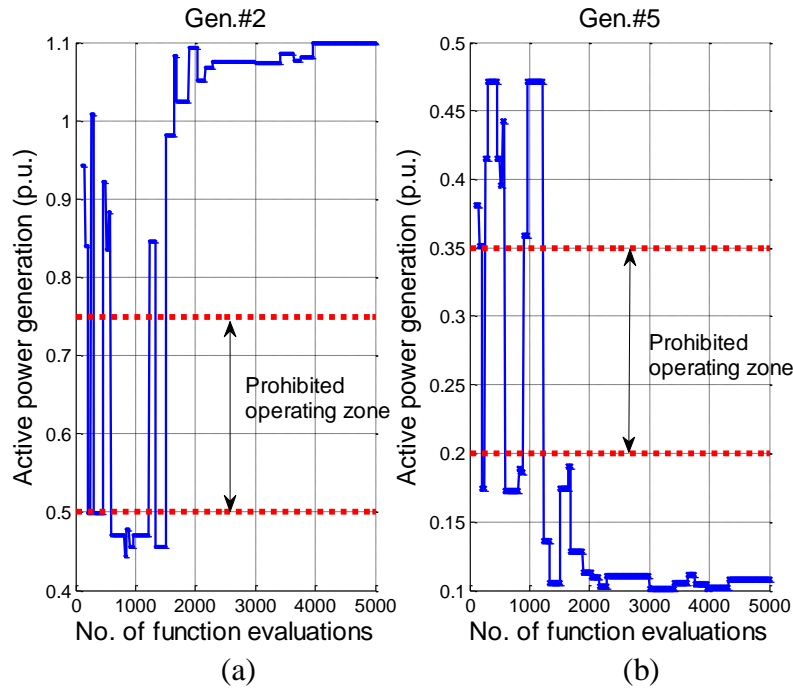 Gen.#2
Active power generation (p.u.)
1.1
1
0.9
0.8
0.7
0.6
0.5
0.4
Prohibited
operating zone
0 1000 2000 3000 4000 5000
No. of function evaluations
(a)
Gen.#5
Active power generation (p.u.)
0.5
0.45
0.4
0.35
0.3
0.25
0.2
0.15
0.1
Prohibited
operating zone
0 1000 2000 3000 4000 5000
No. of function evaluations
(b)